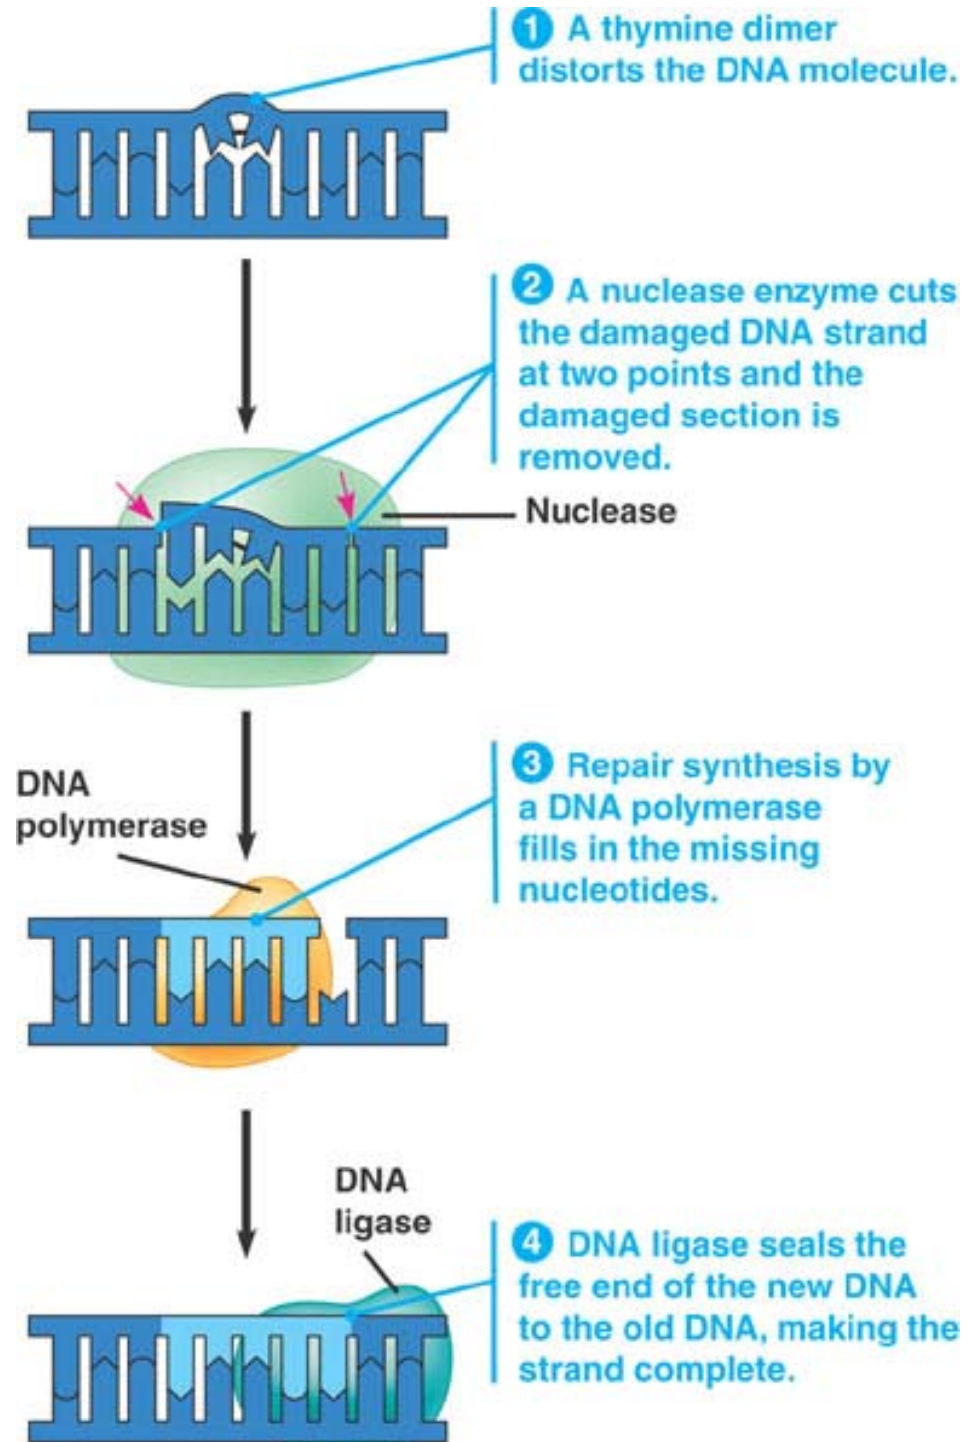 1 A thymine dimer
distorts the DNA molecule.
2 A nuclease enzyme cuts
the damaged DNA strand
at two points and the
damaged section is
removed.
Nuclease
DNA
polymerase
3 Repair synthesis by
a DNA polymerase
fills in the missing
nucleotides.
DNA
ligase
4 DNA ligase seals the
free end of the new DNA
to the old DNA, making the
strand complete.